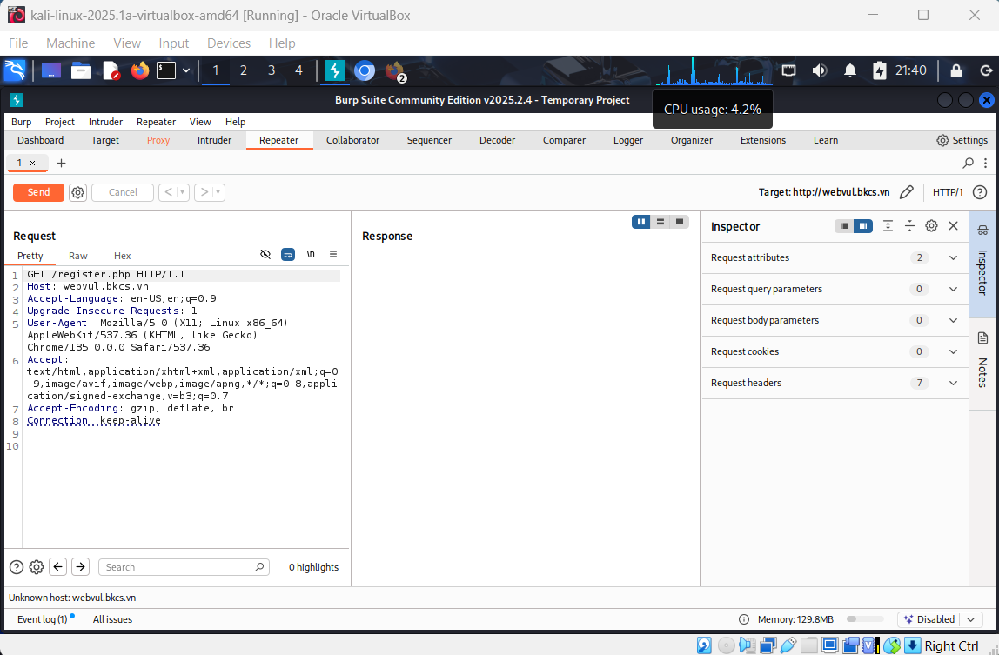 kali-linux-2025.1a-virtualbox-amd64 [Running] - Oracle VirtualBox
File Machine View Input Devices Help
1 2 3 4 2 21:40
Burp Suite Community Edition v2025.2.4 - Temporary Project
CPU usage: 4.2%
Burp Project Intruder Repeater View Help
Dashboard Target Proxy Intruder Repeater Collaborator Sequencer Decoder Comparer Logger Organizer Extensions Learn Settings
1 × +
Send Cancel < > Target: http://webvul.bkcs.vn HTTP/1
Request
Pretty Raw Hex \n
1 GET /register.php HTTP/1.1
2 Host: webvul.bkcs.vn
3 Accept-Language: en-US,en;q=0.9
4 Upgrade-Insecure-Requests: 1
5 User-Agent: Mozilla/5.0 (X11; Linux x86_64)
AppleWebKit/537.36 (KHTML, like Gecko)
Chrome/135.0.0.0 Safari/537.36
6 Accept:
text/html,application/xhtml+xml,application/xml;q=0
.9,image/avif,image/webp,image/apng,*/*;q=0.8,appli
cation/signed-exchange;v=b3;q=0.7
7 Accept-Encoding: gzip, deflate, br
8 Connection: keep-alive
9
10
Search 0 highlights
Response
Inspector
Request attributes 2
Request query parameters 0
Request body parameters 0
Request cookies 0
Request headers 7
Inspector
Notes
Unknown host: webvul.bkcs.vn
Event log (1) All issues Memory: 129.8MB Disabled
Right Ctrl